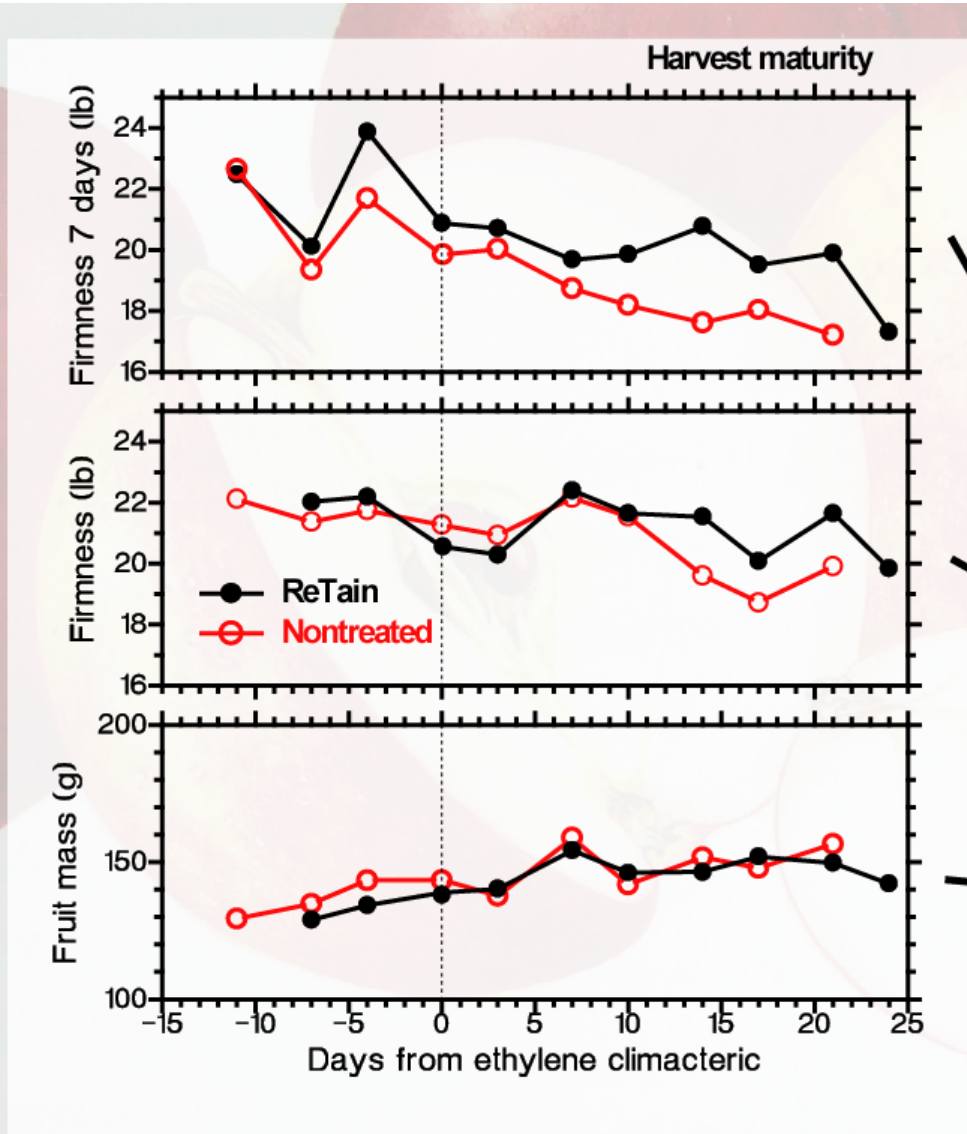 Harvest maturity
Firmness 7 days (lb)
24
22
20
18
16
Firmness (lb)
24
22
20
18
16
ReTain
Nontreated
Fruit mass (g)
200
150
100
−15 −10 −5 0 5 10 15 20 25
Days from ethylene climacteric